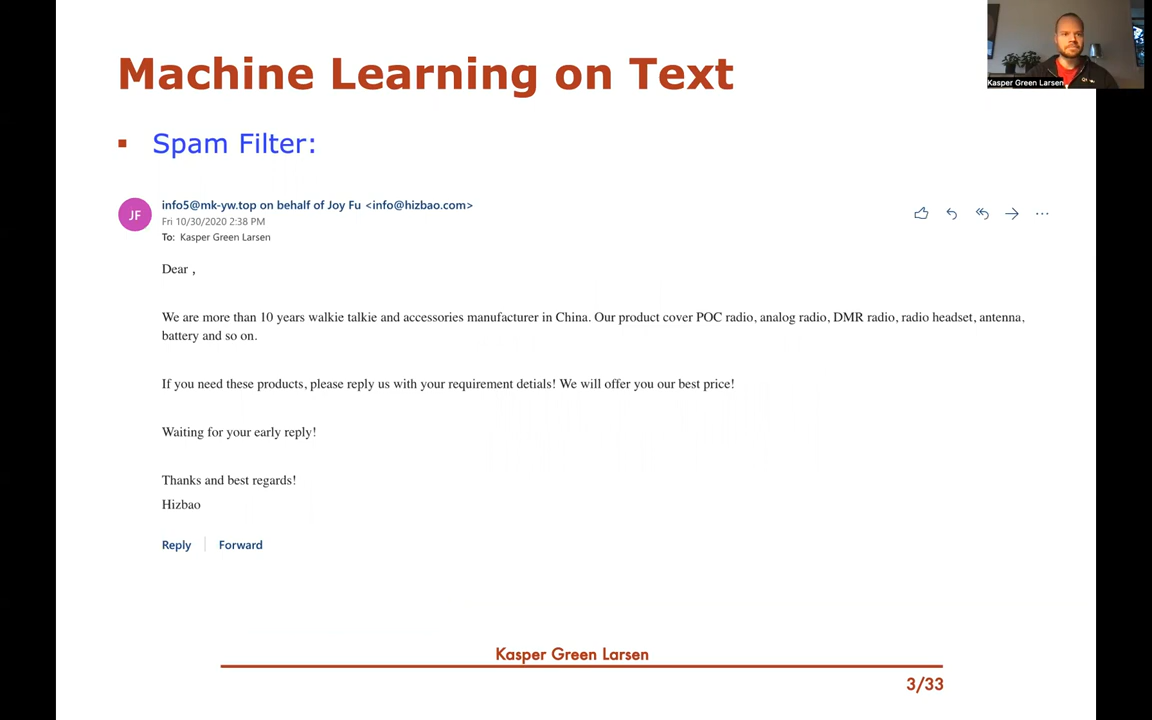 Machine Learning on Text
Kasper Green Larsen
▪ Spam Filter:
JF
info5@mk-yw.top on behalf of Joy Fu <info@hizbao.com>
Fri 10/30/2020 2:38 PM
To: Kasper Green Larsen
Dear ,
We are more than 10 years walkie talkie and accessories manufacturer in China. Our product cover POC radio, analog radio, DMR radio, radio headset, antenna,
battery and so on.
If you need these products, please reply us with your requirement detials! We will offer you our best price!
Waiting for your early reply!
Thanks and best regards!
Hizbao
Reply Forward
Kasper Green Larsen
3/33